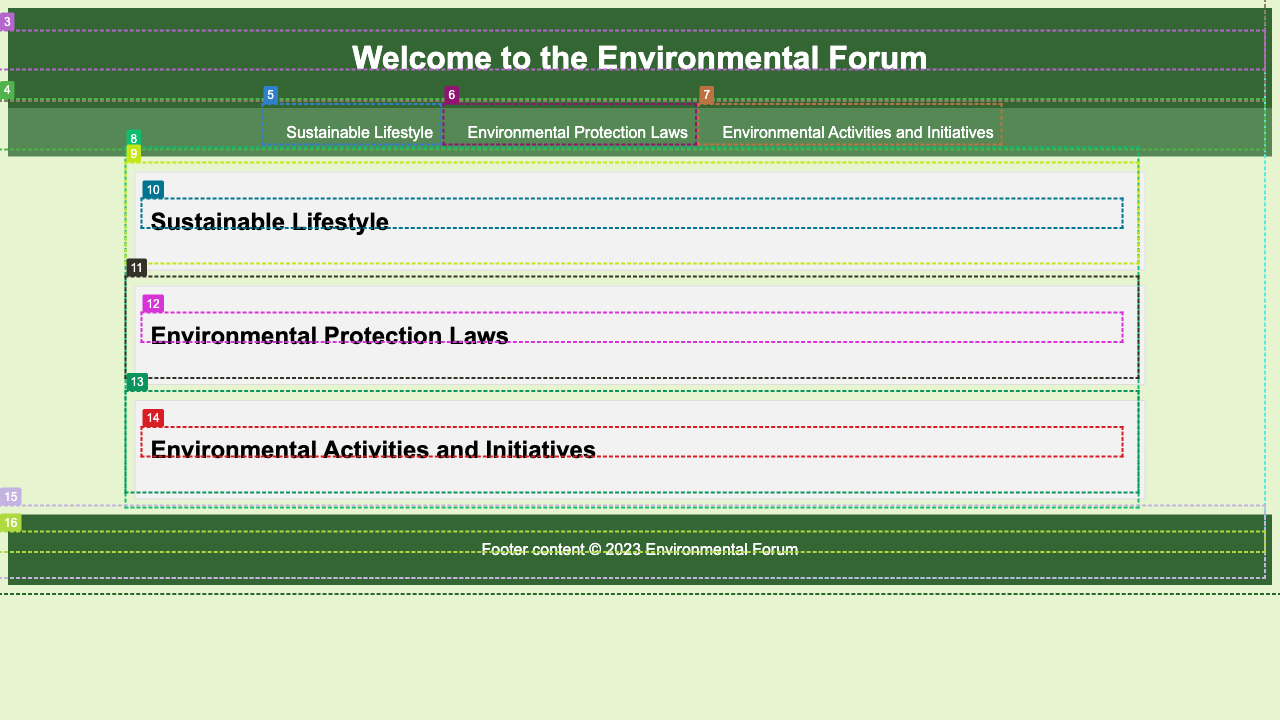 3
Welcome to the Environmental Forum
4
5 6 7
Sustainable Lifestyle Environmental Protection Laws Environmental Activities and Initiatives
8
9
10
Sustainable Lifestyle
11
12
Environmental Protection Laws
13
14
Environmental Activities and Initiatives
15
16
Footer content © 2023 Environmental Forum